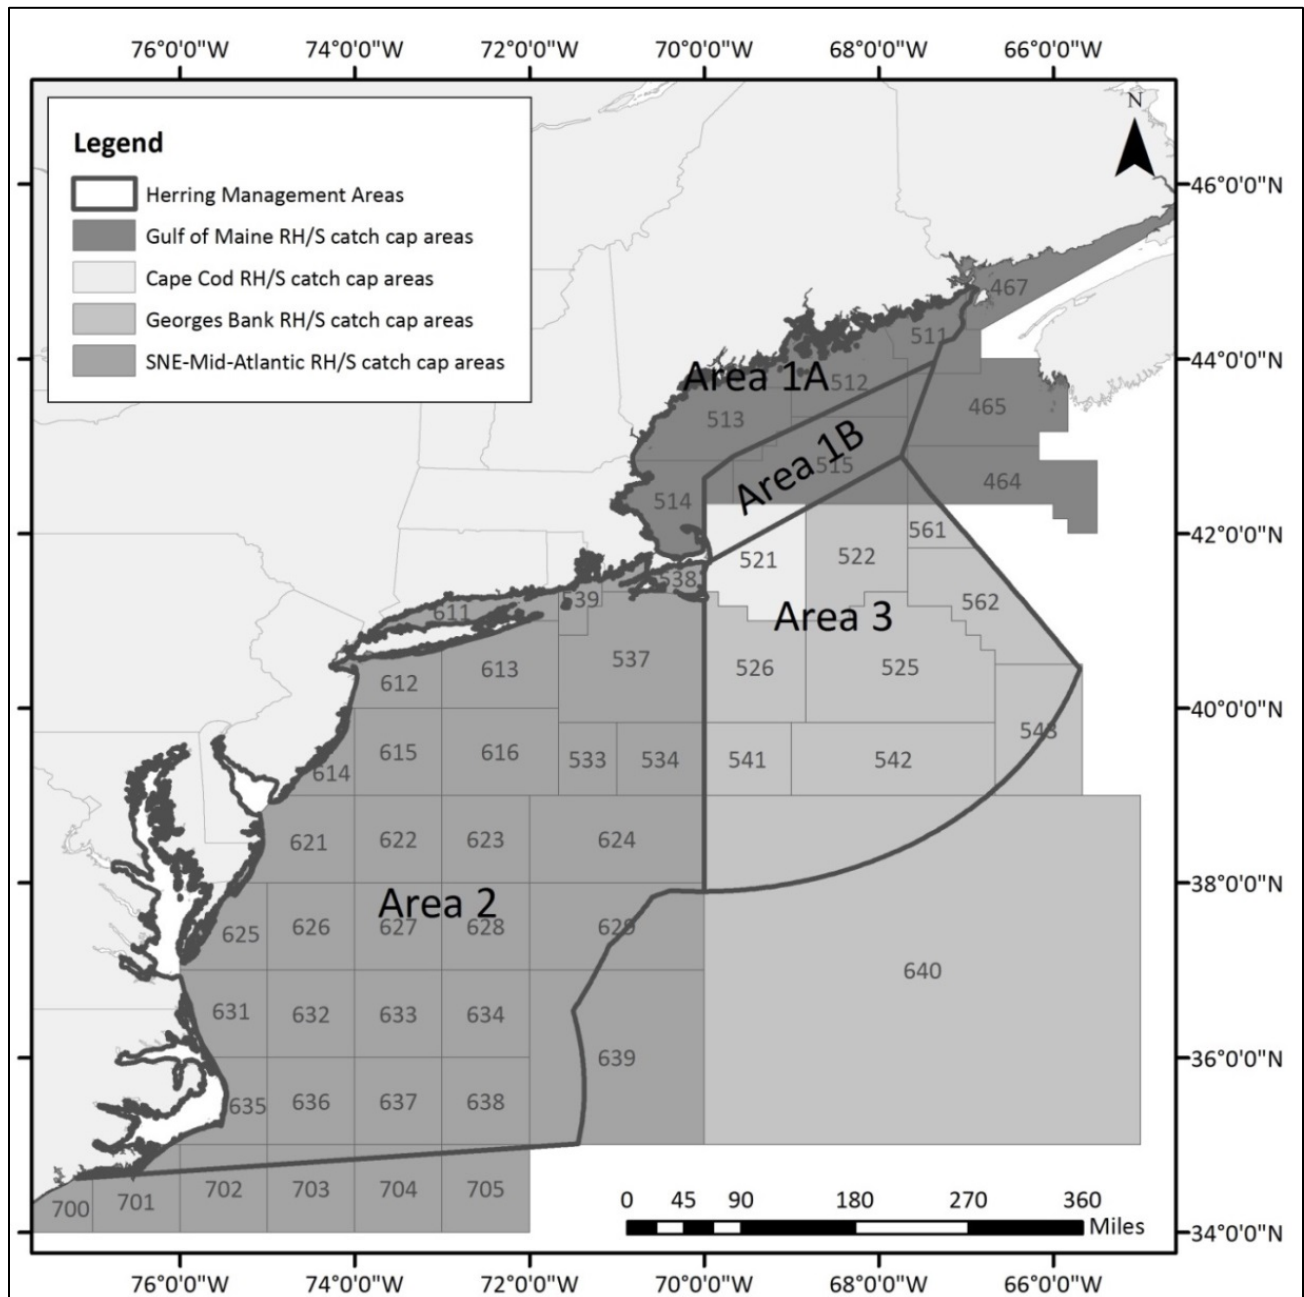 76°0'0"W 74°0'0"W 72°0'0"W 70°0'0"W 68°0'0"W 66°0'0"W
Legend
Herring Management Areas
Gulf of Maine RH/S catch cap areas
Cape Cod RH/S catch cap areas
Georges Bank RH/S catch cap areas
SNE-Mid-Atlantic RH/S catch cap areas
N
46°0'0"N
467
511
44°0'0"N
Area 1A 512
513 465
Area 1B
515
464
514
42°0'0"N
561
521 522
538
539 562
611
Area 3
537 526 525
613
612
40°0'0"N
543
615 616 533 534 541 542
614
621 622 623 624
38°0'0"N
Area 2
625 626 627 628 629
640
631 632 633 634
639
36°0'0"N
635 636 637 638
700 701 702 703 704 705
0 45 90 180 270 360
Miles
34°0'0"N
76°0'0"W 74°0'0"W 72°0'0"W 70°0'0"W 68°0'0"W 66°0'0"W